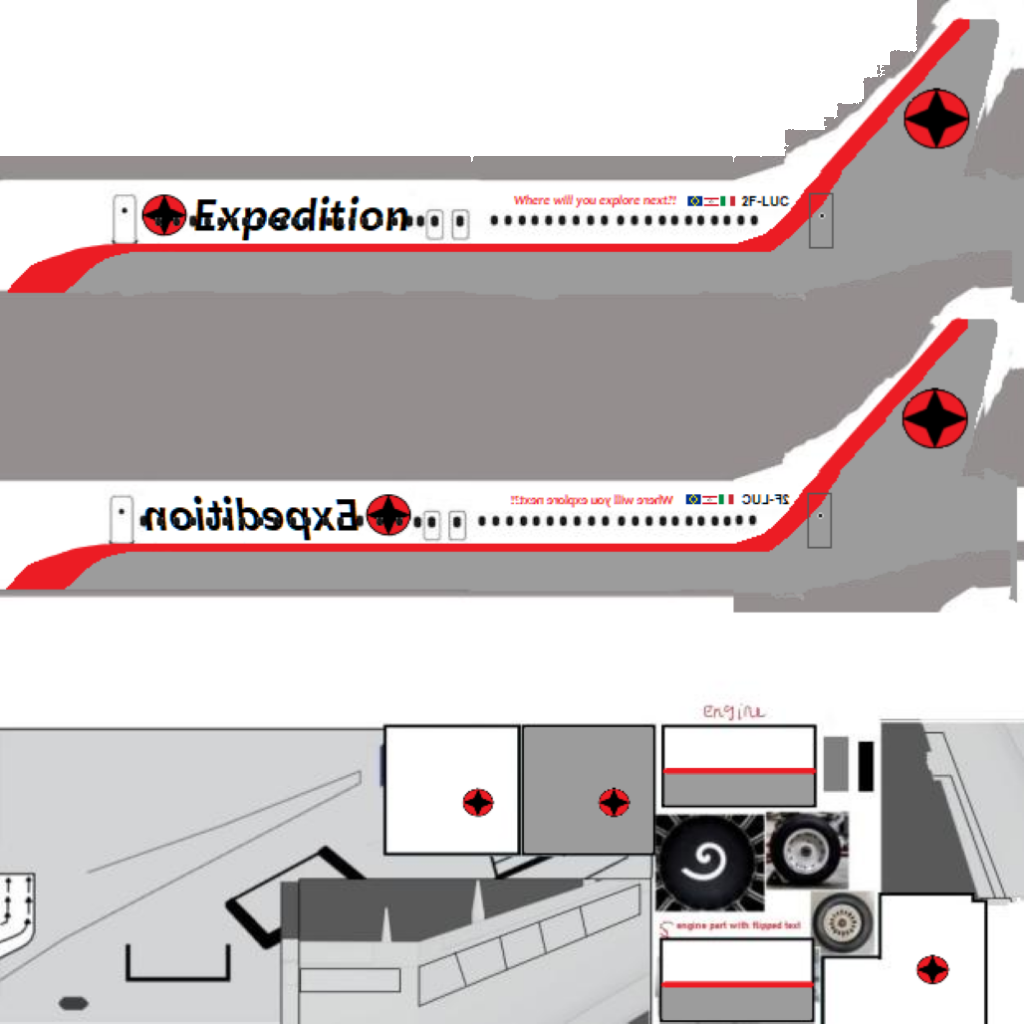 Expedition
Where will you explore next?!
2F-LUC
Expedition
Where will you explore next?!
2F-LUC
engine
engine part with flipped text